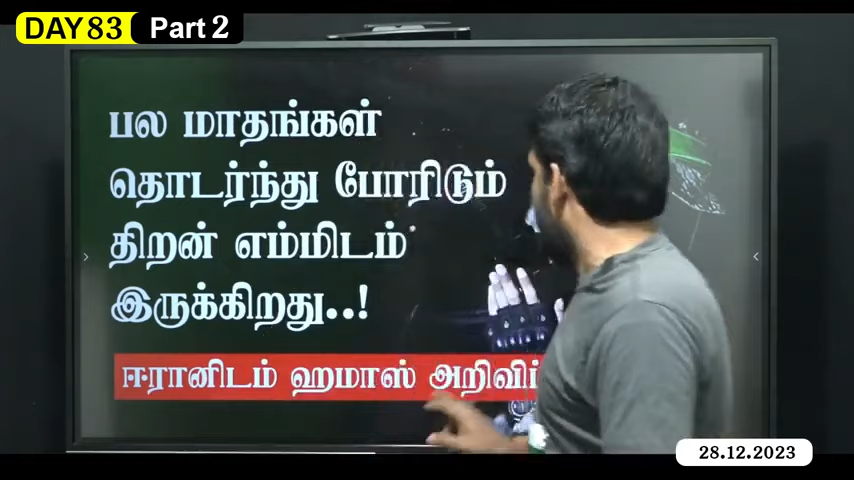 DAY 83 Part 2
பல மாதங்கள்
தொடர்ந்து போரிடும்
திறன் எம்மிடம்
இருக்கிறது..!
ஈரானிடம் ஹமாஸ்
28.12.2023